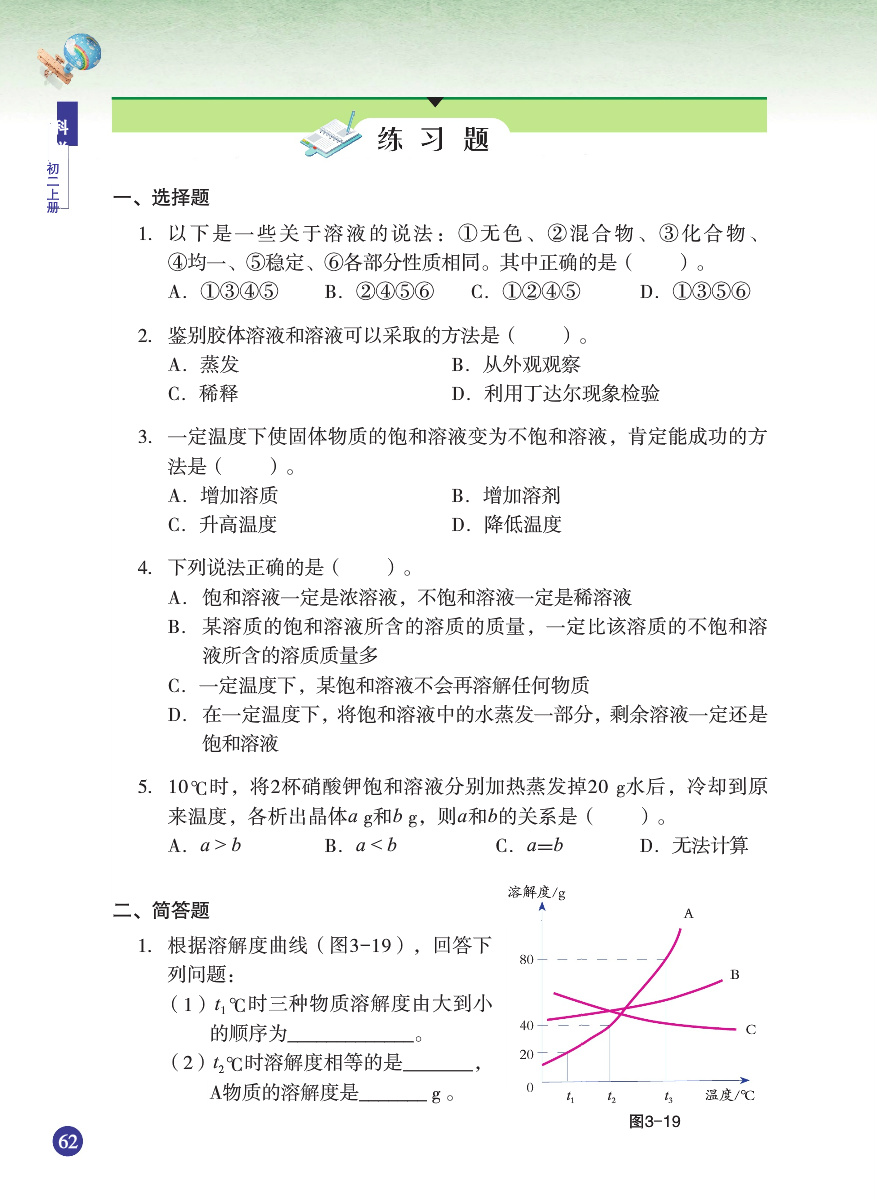 科
学
初二上册
练习题
一、选择题
1. 以下是一些关于溶液的说法：①无色、②混合物、③化合物、
④均一、⑤稳定、⑥各部分性质相同。其中正确的是（　　）。
A. ①③④⑤ B. ②④⑤⑥ C. ①②④⑤ D. ①③⑤⑥
2. 鉴别胶体溶液和溶液可以采取的方法是（　　）。
A. 蒸发 B. 从外观观察
C. 稀释 D. 利用丁达尔现象检验
3. 一定温度下使固体物质的饱和溶液变为不饱和溶液，肯定能成功的方
法是（　　）。
A. 增加溶质 B. 增加溶剂
C. 升高温度 D. 降低温度
4. 下列说法正确的是（　　）。
A. 饱和溶液一定是浓溶液，不饱和溶液一定是稀溶液
B. 某溶质的饱和溶液所含的溶质的质量，一定比该溶质的不饱和溶
液所含的溶质质量多
C. 一定温度下，某饱和溶液不会再溶解任何物质
D. 在一定温度下，将饱和溶液中的水蒸发一部分，剩余溶液一定还是
饱和溶液
5. 10℃时，将2杯硝酸钾饱和溶液分别加热蒸发掉20 g水后，冷却到原
来温度，各析出晶体a g和b g，则a和b的关系是（　　）。
A. a > b B. a < b C. a=b D. 无法计算
二、简答题
1. 根据溶解度曲线（图3-19），回答下
列问题：
（1）t₁℃时三种物质溶解度由大到小
的顺序为_____________。
（2）t₂℃时溶解度相等的是_______，
A物质的溶解度是_______ g 。
溶解度/g
A
80
B
40
C
20
0
t₁ t₂ t₃ 温度/℃
图3-19
62